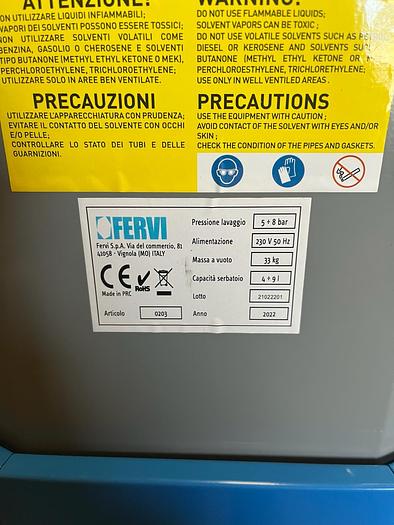 ATTENZIONE!
NON UTILIZZARE LIQUIDI INFIAMMABILI;
VAPORI DEI SOLVENTI POSSONO ESSERE TOSSICI;
NON UTILIZZARE SOLVENTI VOLATILI COME
BENZINA, GASOLIO O CHEROSENE E SOLVENTI
TIPO BUTANONE (METHYL ETHYL KETONE O MEK),
PERCHLOROETHYLENE, TRICHLOROETHYLENE;
UTILIZZARE SOLO IN AREE BEN VENTILATE.
PRECAUZIONI
UTILIZZARE L'APPARECCHIATURA CON PRUDENZA;
EVITARE IL CONTATTO DEL SOLVENTE CON OCCHI
E/O PELLE;
CONTROLLARE LO STATO DEI TUBI E DELLE
GUARNIZIONI.
WARNING!
DO NOT USE FLAMMABLE LIQUIDS;
SOLVENT VAPORS CAN BE TOXIC ;
DO NOT USE VOLATILE SOLVENTS SUCH AS
DIESEL OR KEROSENE AND SOLVENTS
BUTANONE (METHYL ETHYL KETONE OR
PERCHLOROESTHYLENE, TRICHLORETHYLENE;
USE ONLY IN WELL VENTILATED AREAS .
PRECAUTIONS
USE THE EQUIPMENT WITH CAUTION ;
AVOID CONTACT OF THE SOLVENT WITH EYES AND/OR
SKIN ;
CHECK THE CONDITION OF THE PIPES AND GASKETS.
FERVI
Fervi S.p.A. Via del commercio, 81
41058 - Vignola (MO) ITALY
CE RoHS
Made in PRC
Articolo 0203
Pressione lavaggio 5 ÷ 8 bar
Alimentazione 230 V 50 Hz
Massa a vuoto 33 kg
Capacità serbatoio 4 ÷ 9 l
Lotto 21022201
Anno 2022